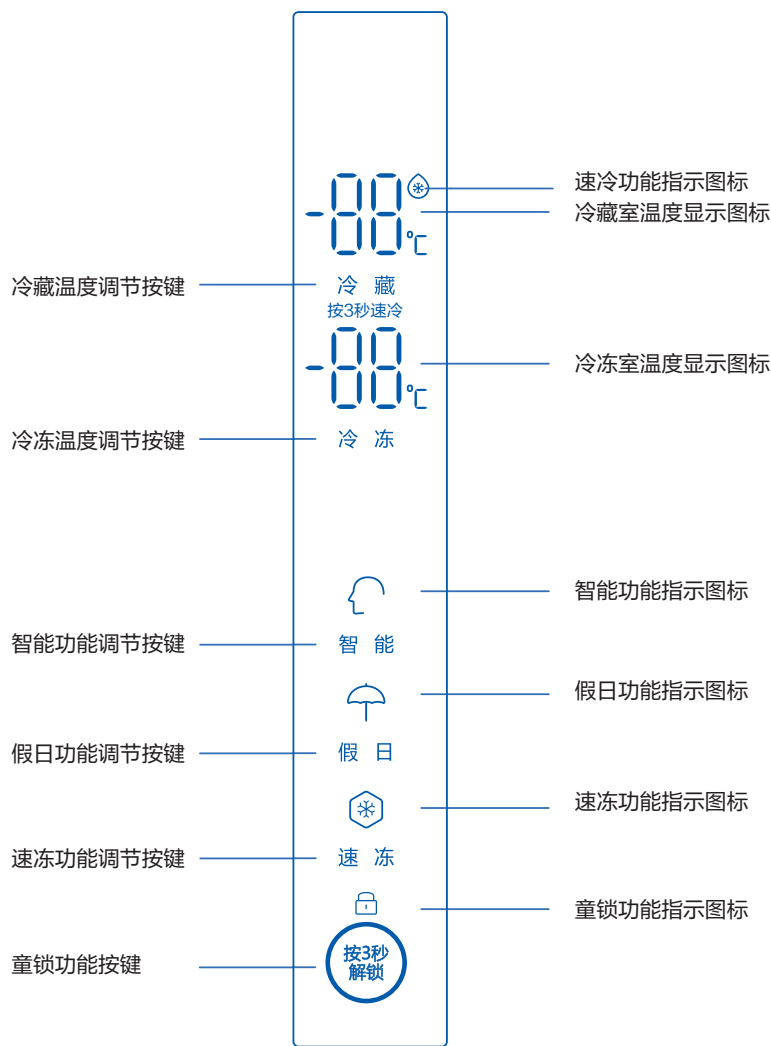 速冷功能指示图标
冷藏室温度显示图标
-88℃
冷藏温度调节按键
冷 藏
按3秒速冷
冷冻室温度显示图标
-88℃
冷冻温度调节按键
冷 冻
智能功能指示图标
智能功能调节按键
智 能
假日功能指示图标
假日功能调节按键
假 日
速冻功能指示图标
速冻功能调节按键
速 冻
童锁功能指示图标
童锁功能按键
按3秒
解锁